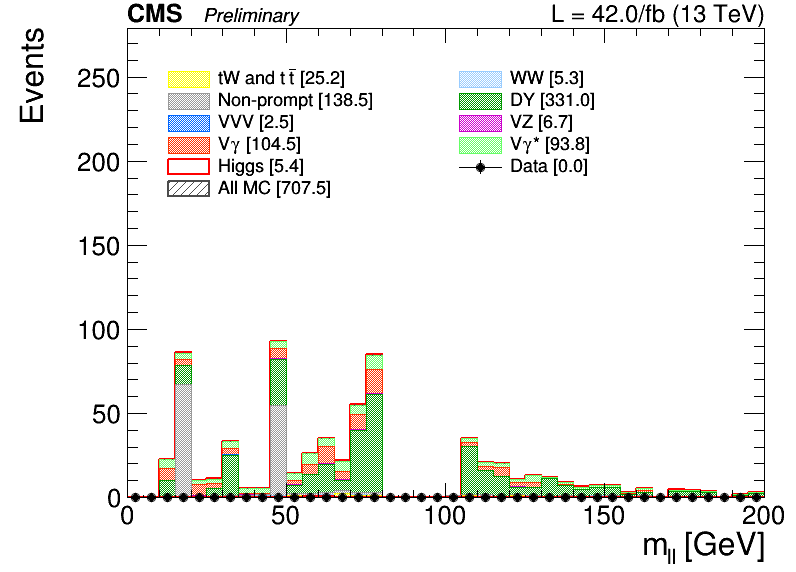 CMS Preliminary L = 42.0/fb (13 TeV)
Events
250
200
150
100
50
0
tW and t t̄ [25.2] WW [5.3]
Non-prompt [138.5] DY [331.0]
VVV [2.5] VZ [6.7]
Vγ [104.5] Vγ* [93.8]
Higgs [5.4] Data [0.0]
All MC [707.5]
0 50 100 150 200
m_ll [GeV]